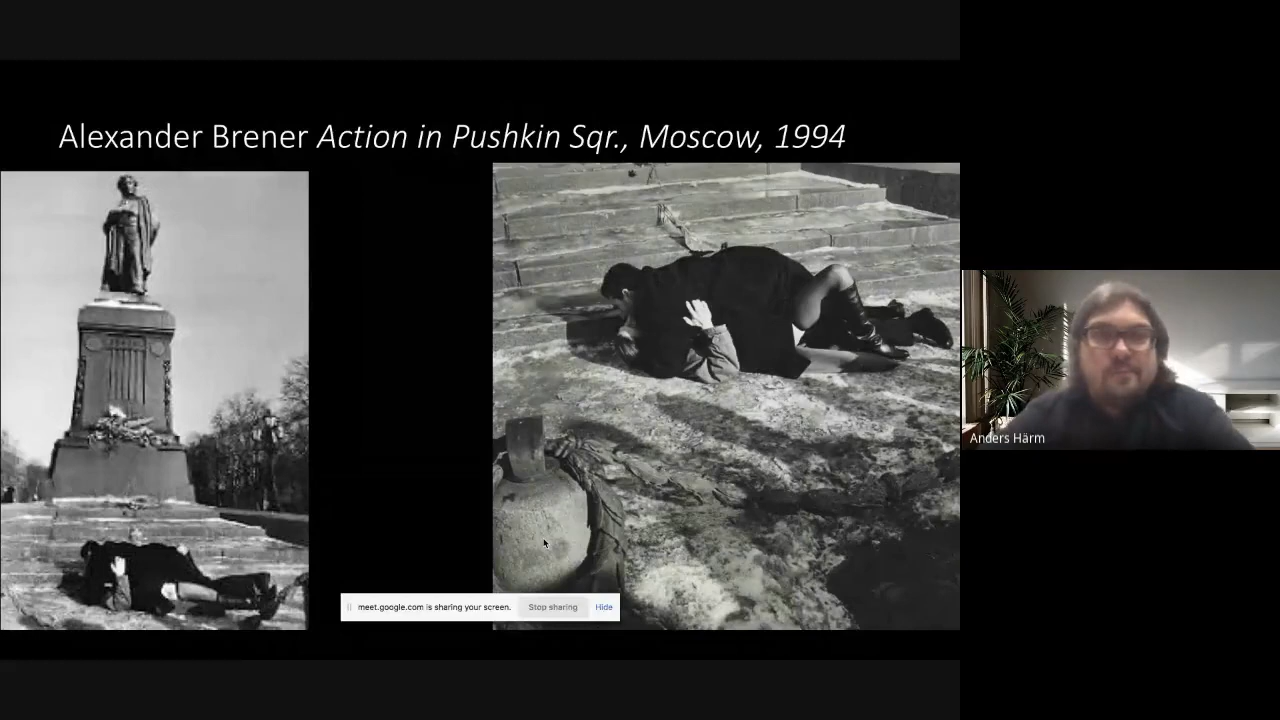 Alexander Brener Action in Pushkin Sqr., Moscow, 1994
Anders Härm
meet.google.com is sharing your screen. Stop sharing Hide